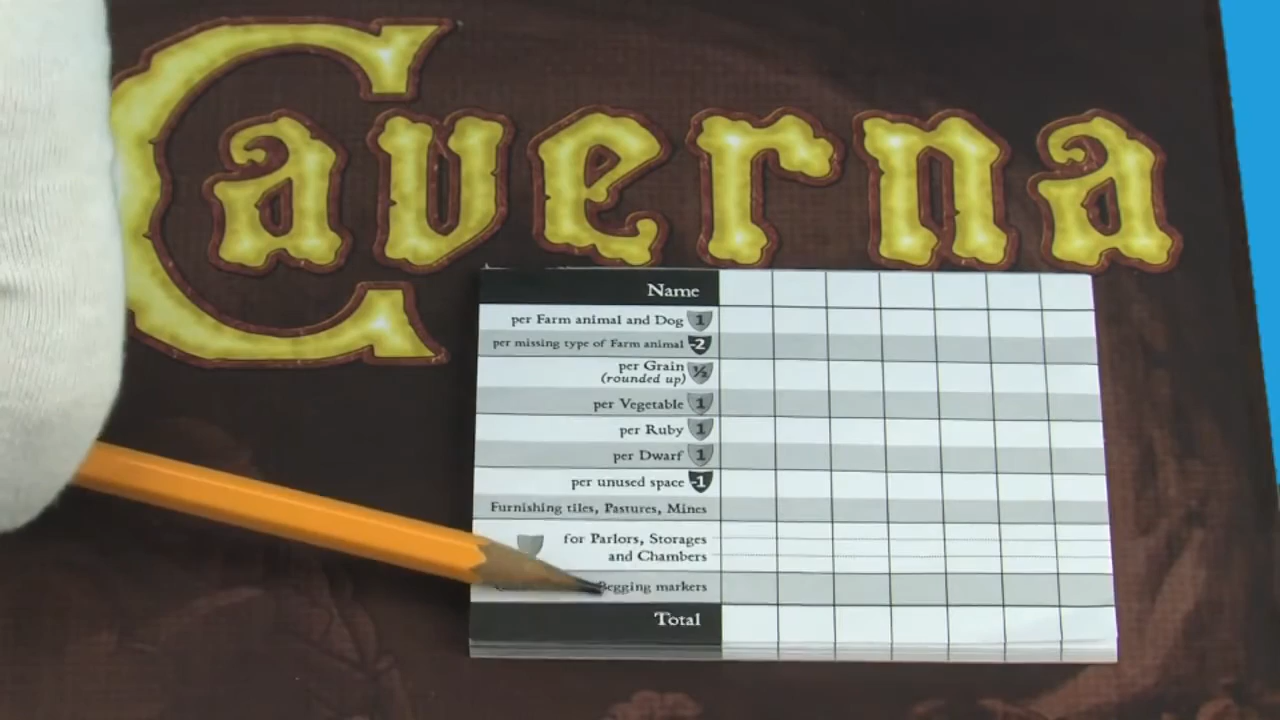 Caverna
Name
per Farm animal and Dog 1
per missing type of Farm animal -2
per Grain ½
(rounded up)
per Vegetable 1
per Ruby 1
per Dwarf 1
per unused space -1
Furnishing tiles, Pastures, Mines
for Parlors, Storages
and Chambers
Begging markers
Total